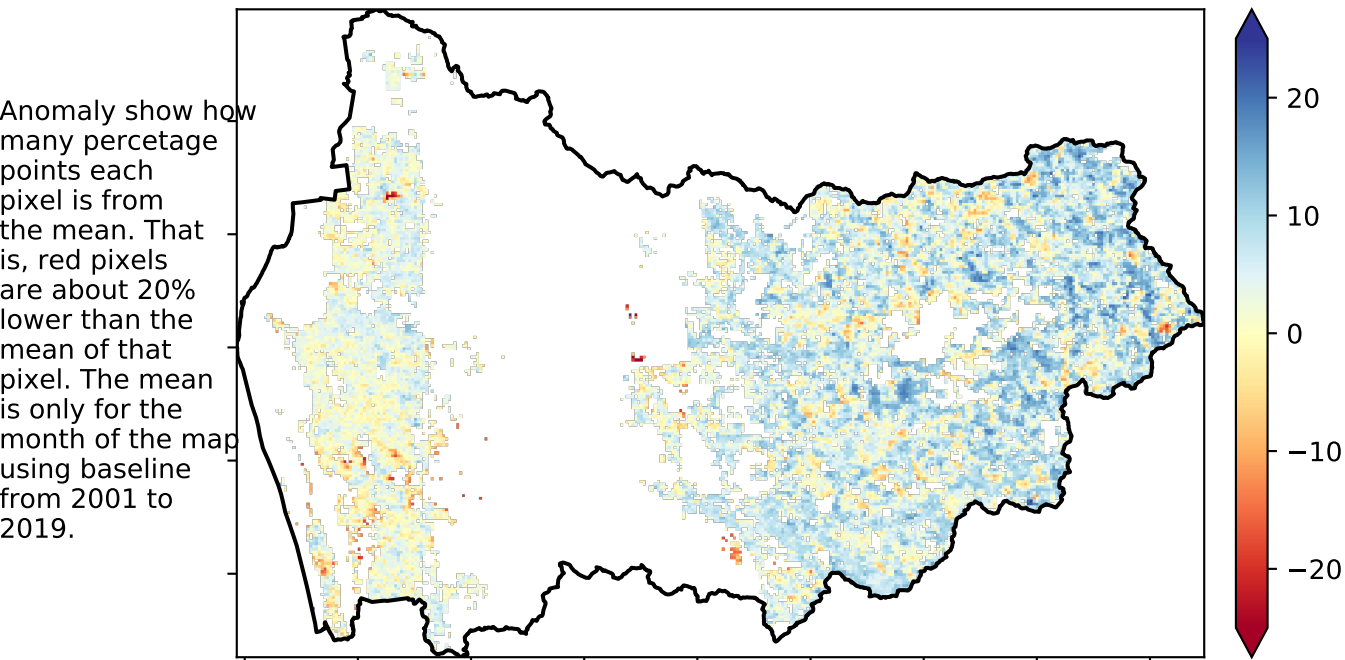 Anomaly show how
many percetage
points each
pixel is from
the mean. That
is, red pixels
are about 20%
lower than the
mean of that
pixel. The mean
is only for the
month of the map
using baseline
from 2001 to
2019.
20
10
0
−10
−20